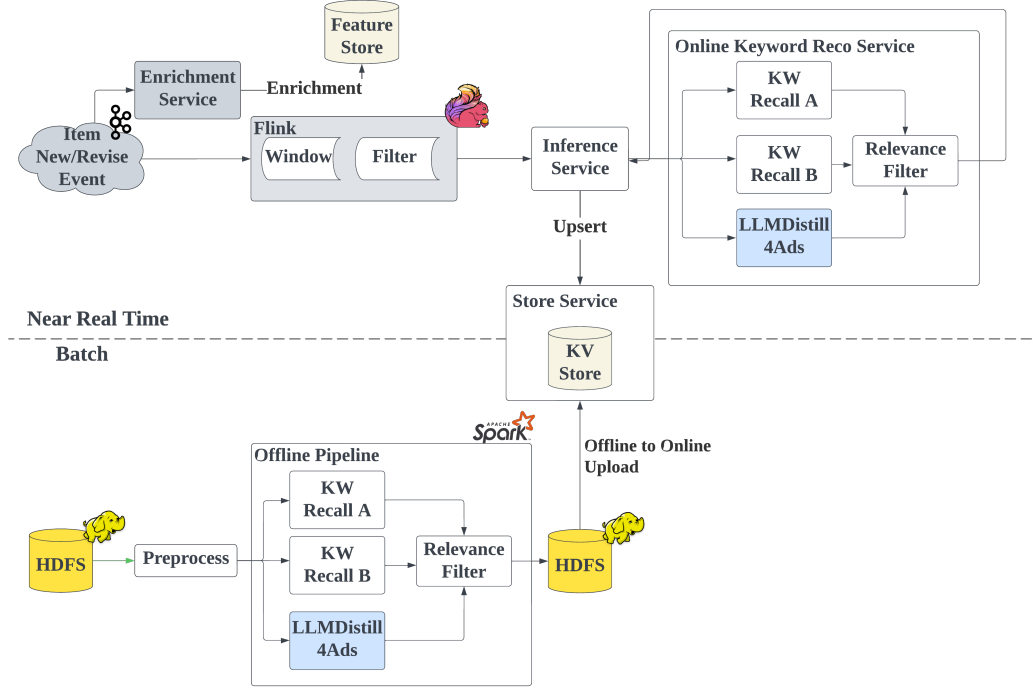 Feature
Store
Enrichment
Service
Enrichment
Item
New/Revise
Event
Flink
Window
Filter
Inference
Service
Online Keyword Reco Service
KW
Recall A
KW
Recall B
LLMDistill
4Ads
Relevance
Filter
Upsert
Store Service
KV
Store
Near Real Time
Batch
APACHE
Spark
Offline to Online
Upload
Offline Pipeline
KW
Recall A
KW
Recall B
LLMDistill
4Ads
Relevance
Filter
HDFS
Preprocess
HDFS